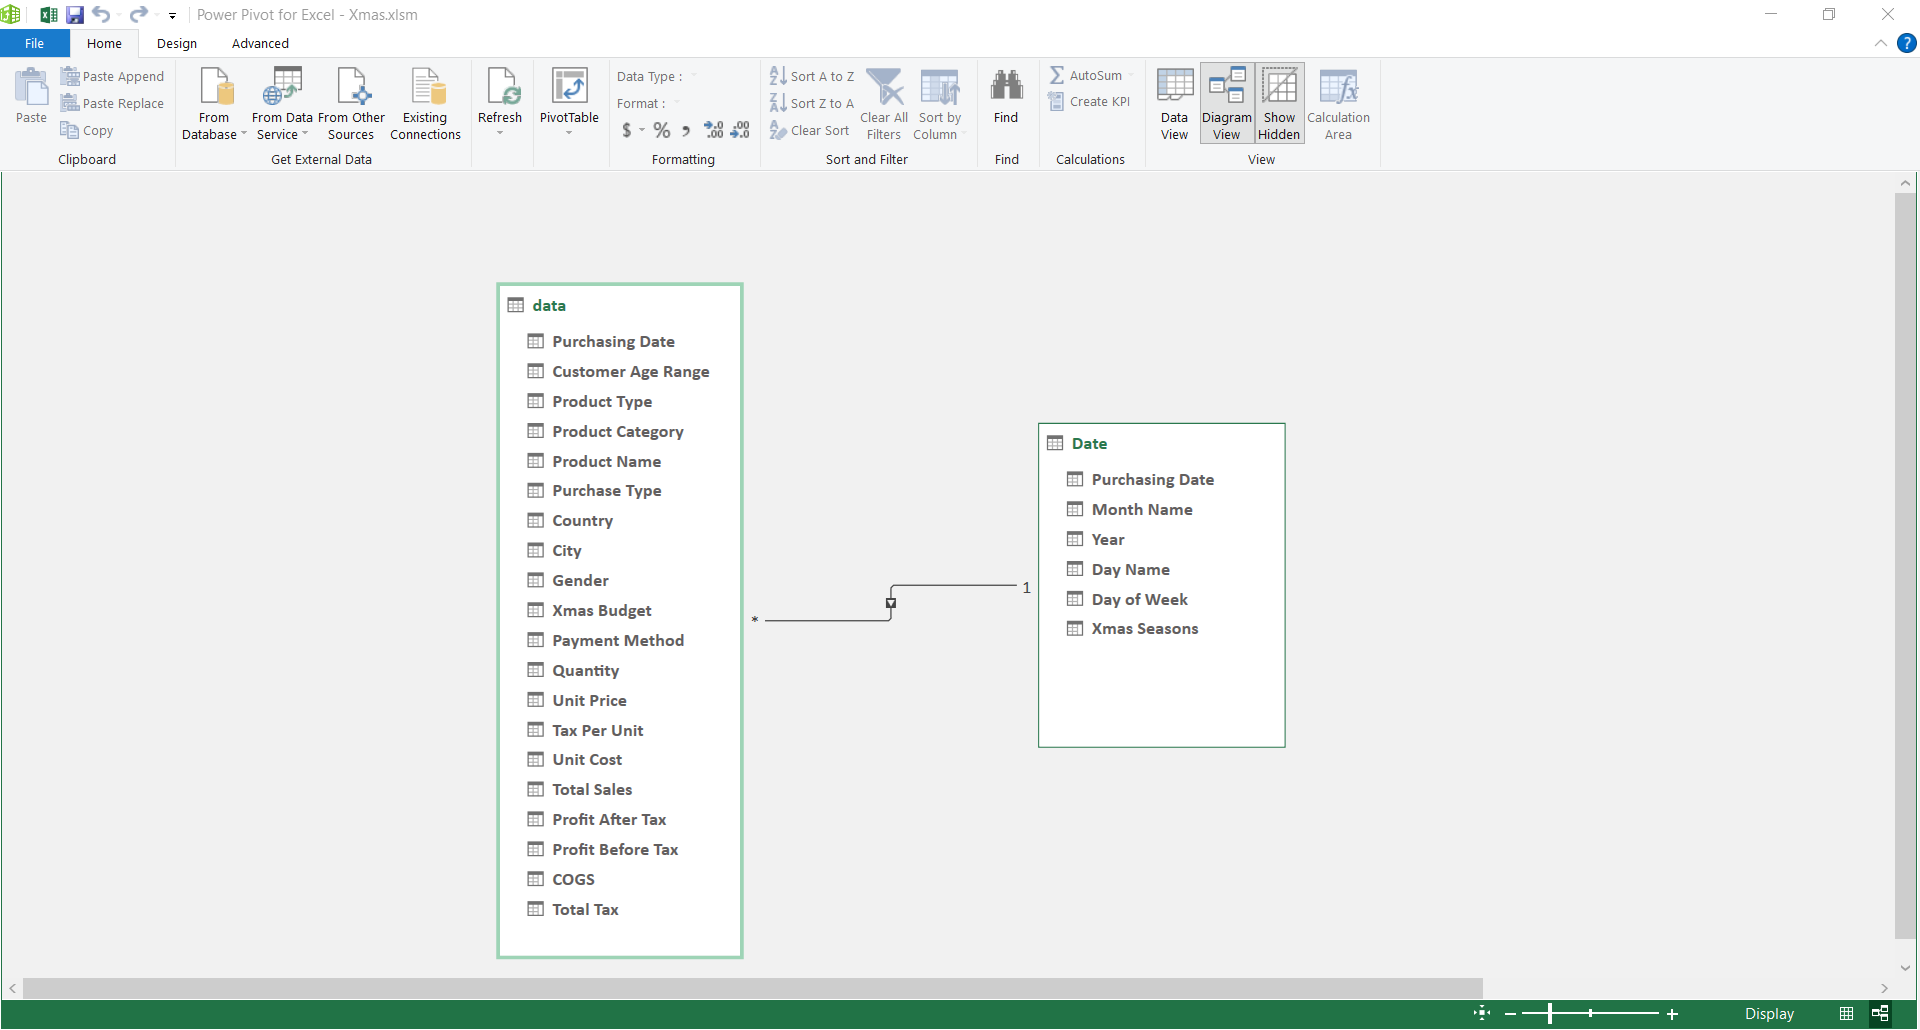 Power Pivot for Excel - Xmas.xlsm
File Home Design Advanced ?
Paste
Paste Append
Paste Replace
Copy
Clipboard
From Database
From Data Service
From Other Sources
Existing Connections
Get External Data
Refresh
PivotTable
Data Type :
Format :
$ % , .00 .00
Formatting
Sort A to Z
Sort Z to A
Clear Sort
Clear All Filters
Sort by Column
Sort and Filter
Find
Find
AutoSum
Create KPI
Calculations
Data View
Diagram View
Show Hidden
Calculation Area
View
data
Purchasing Date
Customer Age Range
Product Type
Product Category
Product Name
Purchase Type
Country
City
Gender
Xmas Budget
Payment Method
Quantity
Unit Price
Tax Per Unit
Unit Cost
Total Sales
Profit After Tax
Profit Before Tax
COGS
Total Tax
* 1
Date
Purchasing Date
Month Name
Year
Day Name
Day of Week
Xmas Seasons
Display